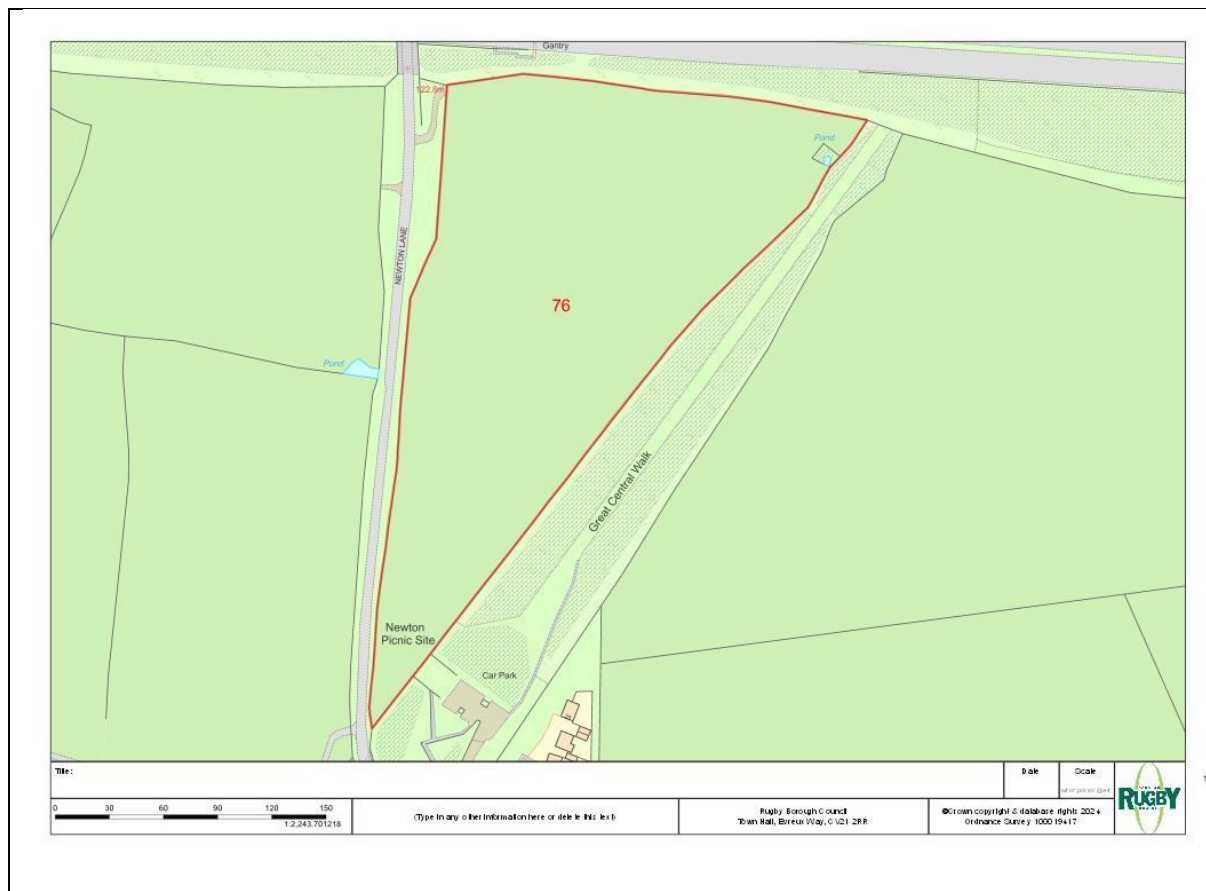 Gantry
122.8m
Pond
NEWTON LANE
76
Pond
Great Central Walk
Newton
Picnic Site
Car Park
Title:
Date
Scale
0 30 60 90 120 150
1:2,243.701218
(Type in any other information here or delete this text)
Rugby Borough Council
Town Hall, Evreux Way, CV21 2RR
©Crown copyright & database rights 2024
Ordnance Survey 100019417
RUGBY
1